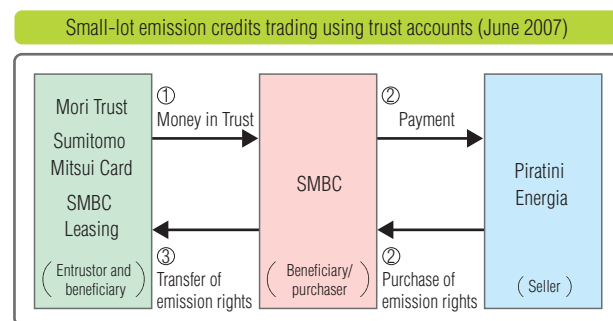 Small-lot emission credits trading using trust accounts (June 2007)
Mori Trust
Sumitomo
Mitsui Card
SMBC
Leasing
(Entrustor and
beneficiary)
①
Money in Trust
③
Transfer of
emission rights
SMBC
(Beneficiary/
purchaser)
②
Payment
②
Purchase of
emission rights
Piratini
Energia
(Seller)